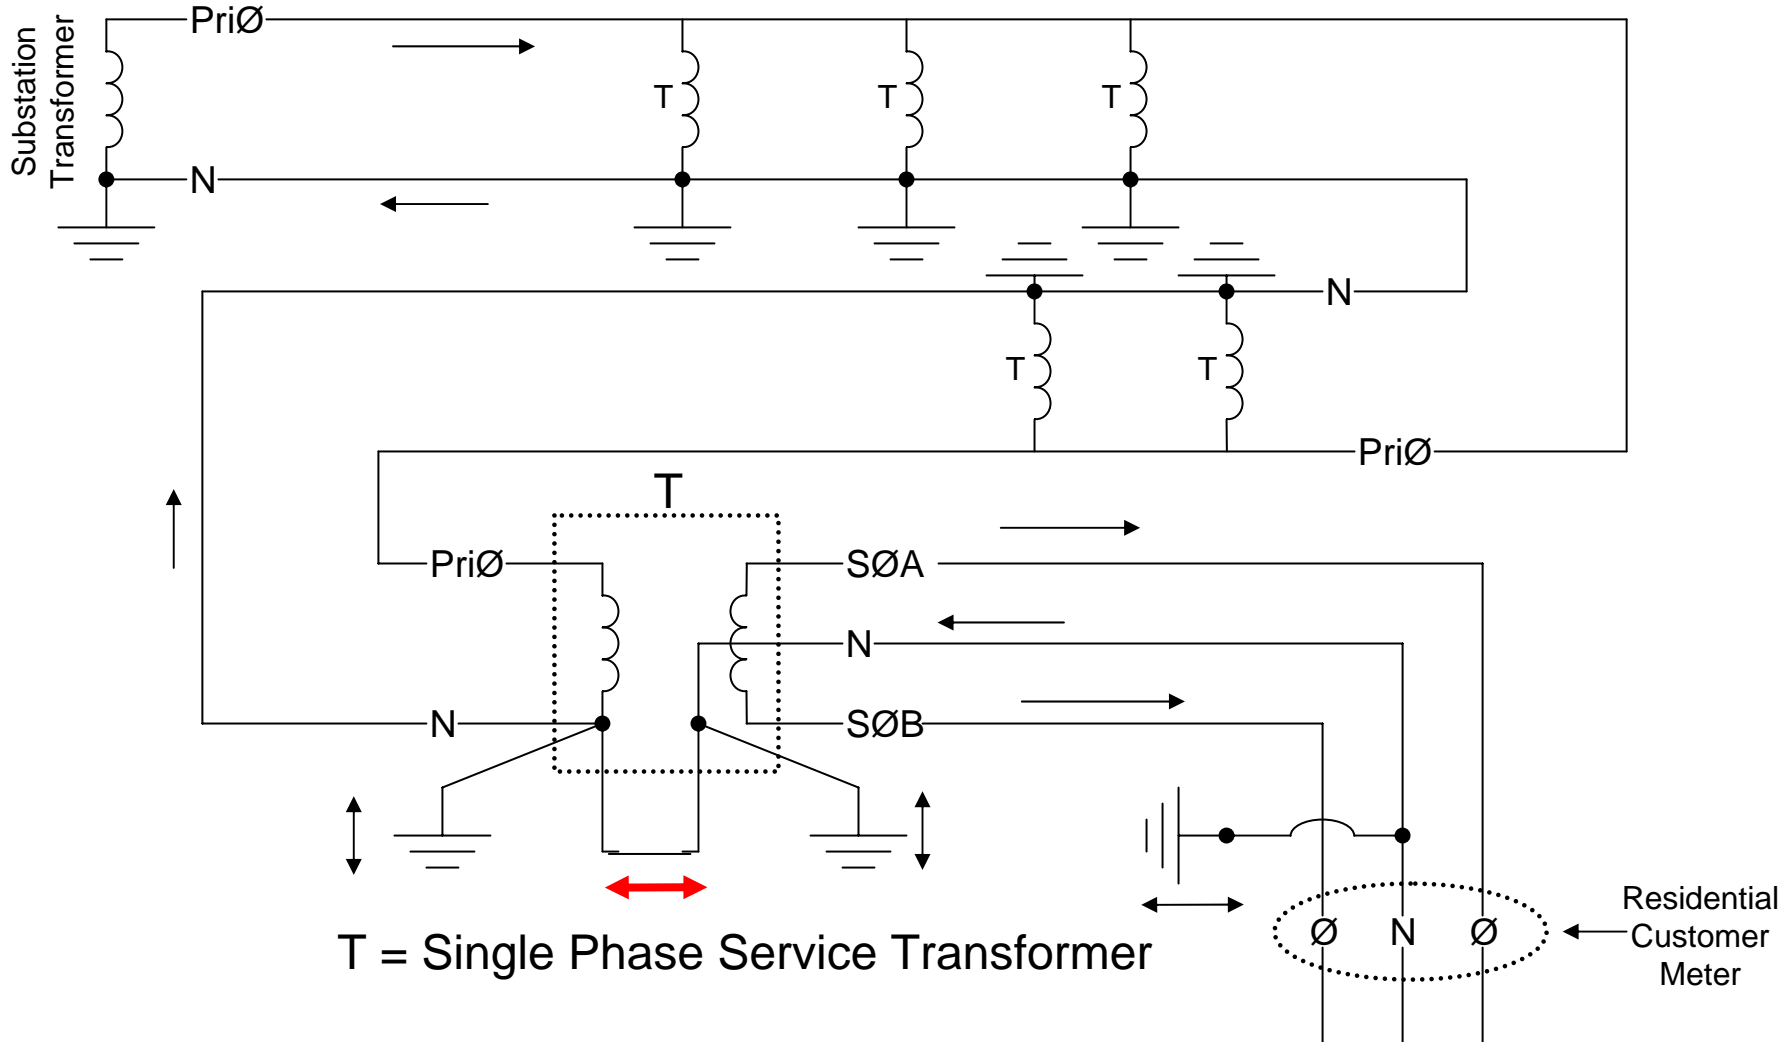 Substation
Transformer
PriØ
T
T
T
N
N
T
T
PriØ
T
PriØ
SØA
N
N
SØB
Ø
N
Ø
Residential
Customer
Meter
T = Single Phase Service Transformer